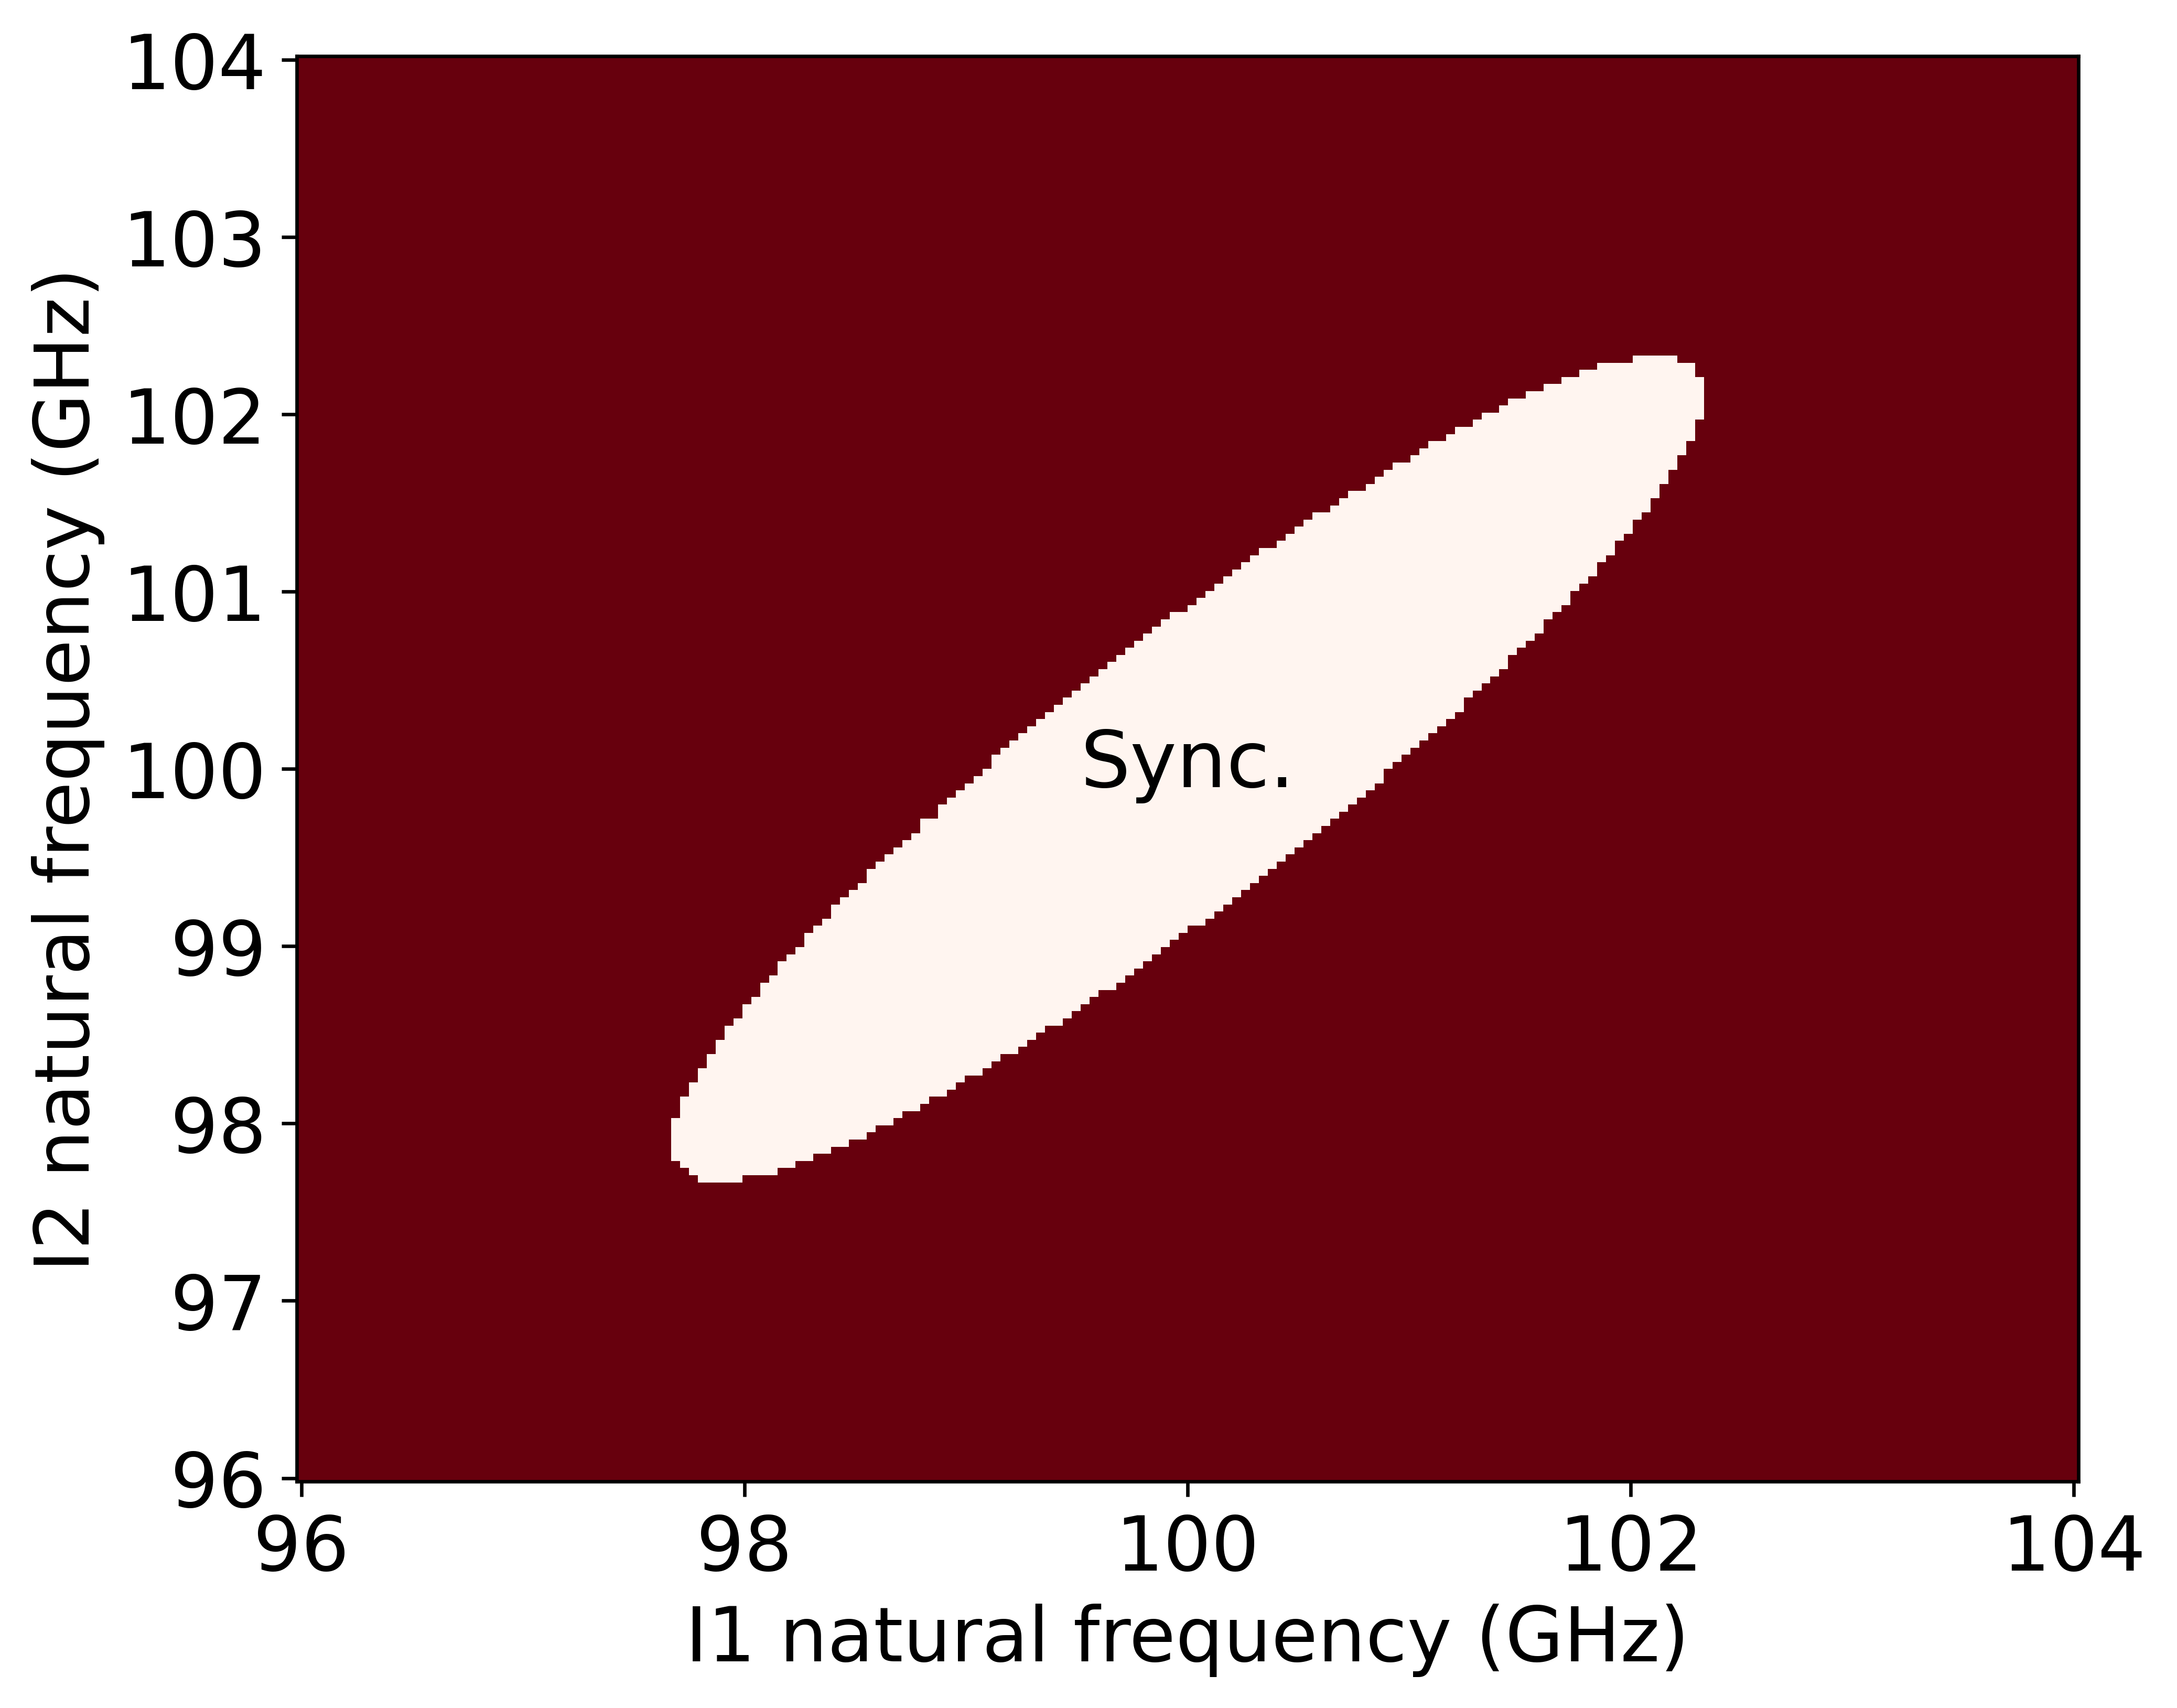 I2 natural frequency (GHz)
104
103
102
101
100
99
98
97
96
Sync.
96 98 100 102 104
I1 natural frequency (GHz)